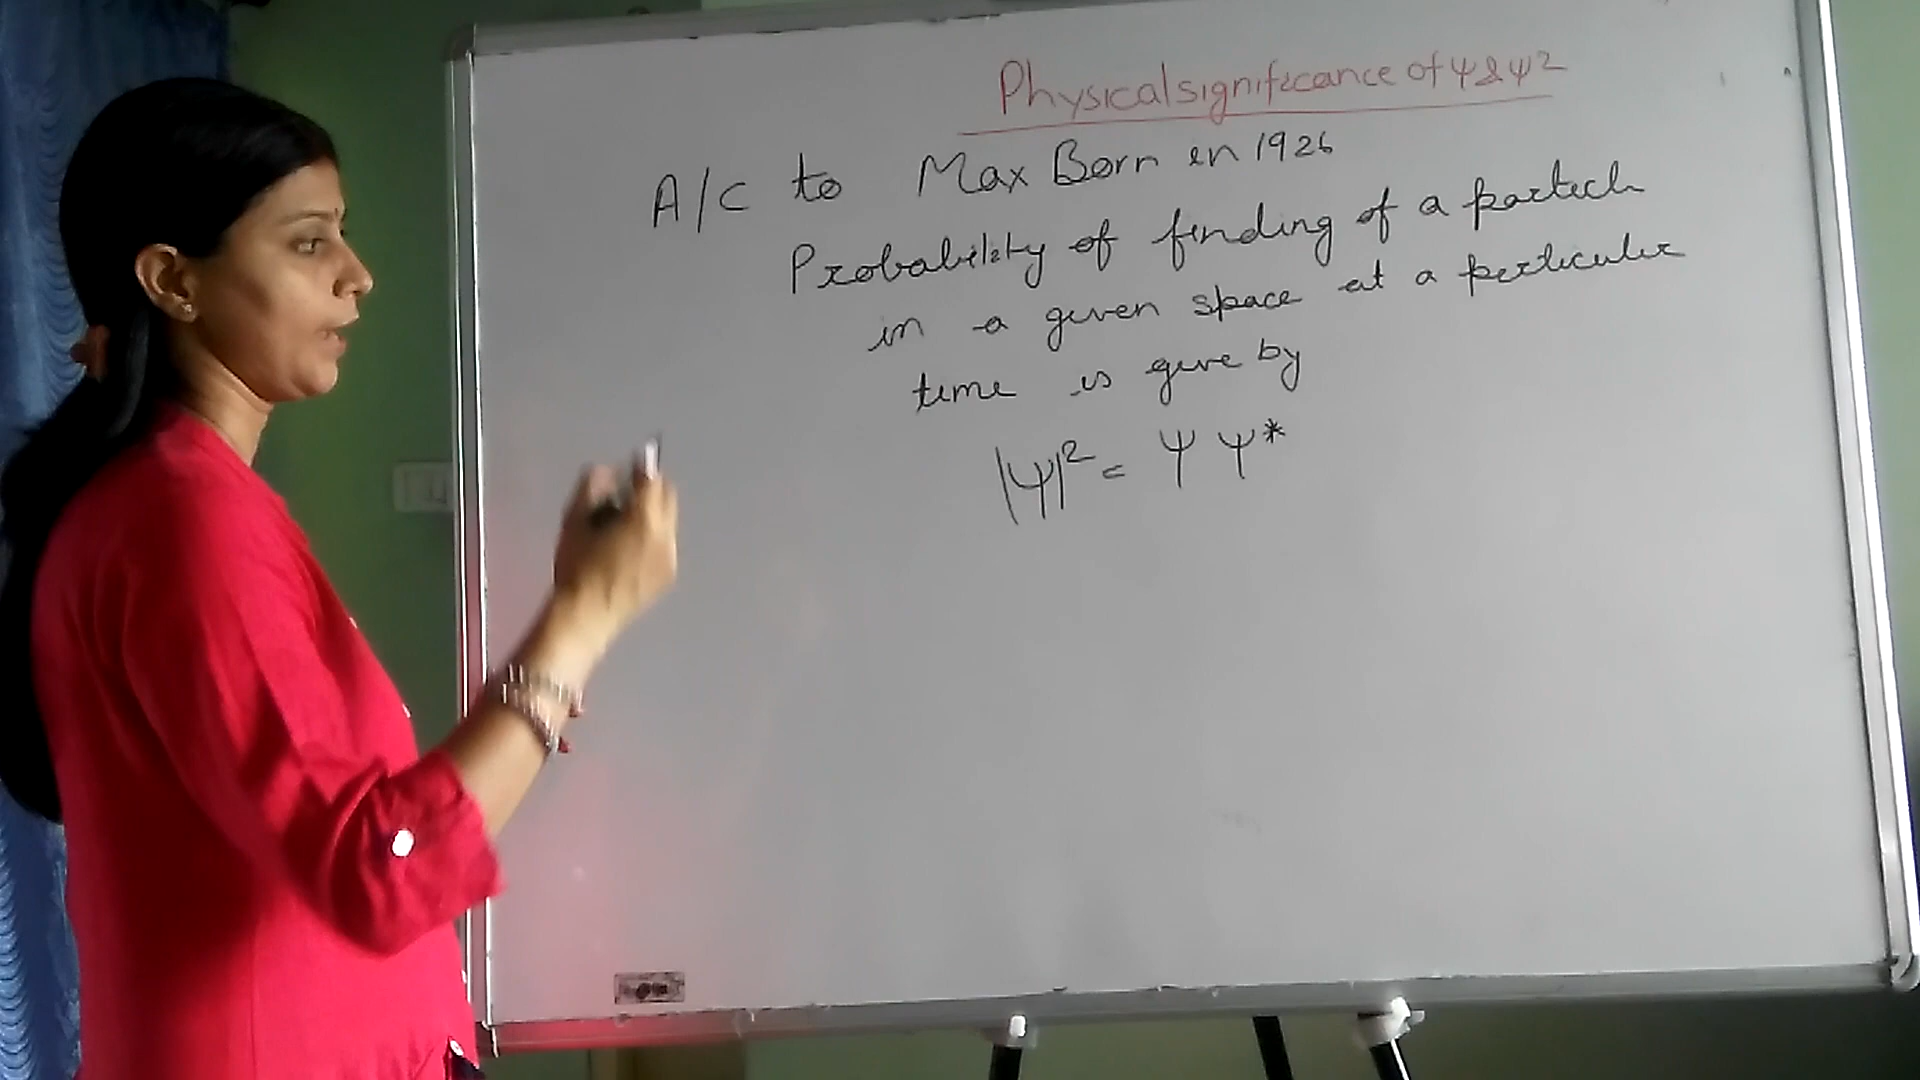 Physical significance of ψ & ψ²
A/C to Max Born in 1926
Probability of finding of a particle
in a given space at a particular
time is give by
|ψ|² = ψ ψ*